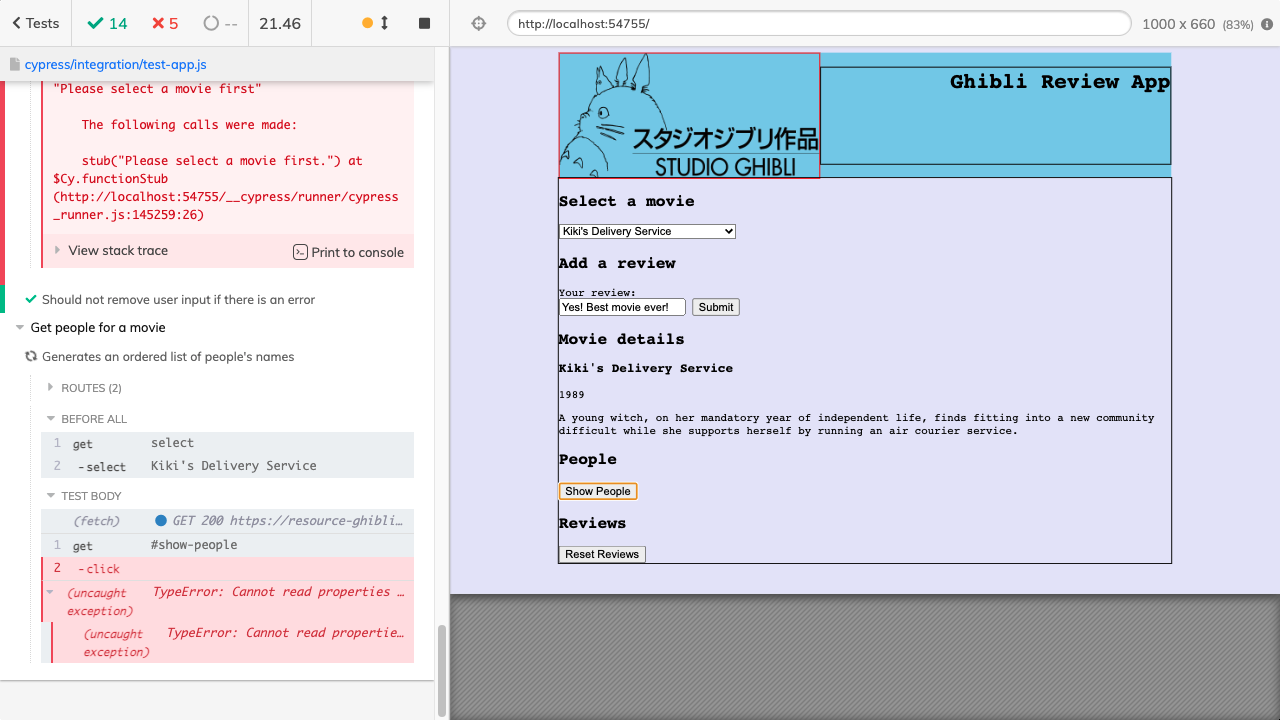 Tests
14
5
--
21.46
http://localhost:54755/
1000 x 660 (83%)
cypress/integration/test-app.js
"Please select a movie first"
The following calls were made:
stub("Please select a movie first.") at
$Cy.functionStub
(http://localhost:54755/__cypress/runner/cypress
_runner.js:145259:26)
View stack trace
Print to console
Should not remove user input if there is an error
Get people for a movie
Generates an ordered list of people's names
ROUTES (2)
BEFORE ALL
1 get select
2 -select Kiki's Delivery Service
TEST BODY
(fetch) GET 200 https://resource-ghibli…
1 get #show-people
2 -click
(uncaught exception) TypeError: Cannot read properties …
(uncaught exception) TypeError: Cannot read propertie…
スタジオジブリ作品
STUDIO GHIBLI
Ghibli Review App
Select a movie
Kiki's Delivery Service
Add a review
Your review:
Yes! Best movie ever! Submit
Movie details
Kiki's Delivery Service
1989
A young witch, on her mandatory year of independent life, finds fitting into a new community
difficult while she supports herself by running an air courier service.
People
Show People
Reviews
Reset Reviews